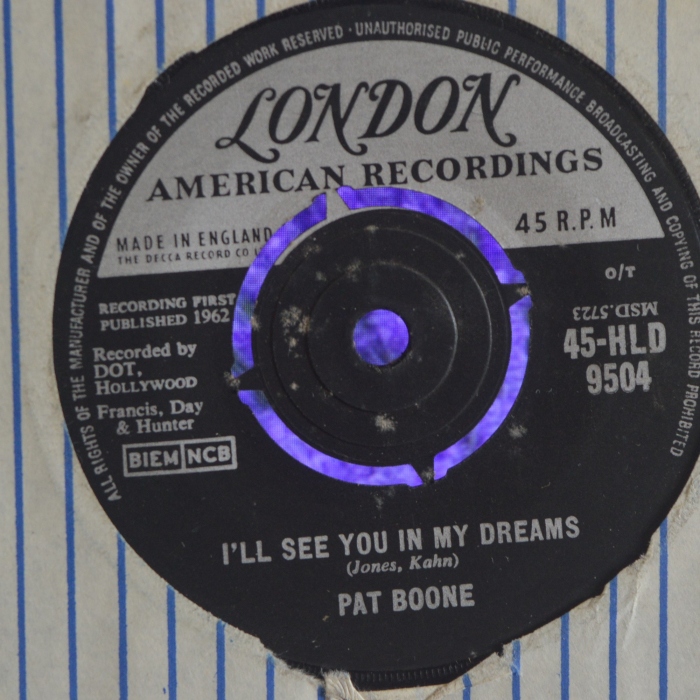 ALL RIGHTS OF THE MANUFACTURER AND OF THE OWNER OF THE RECORDED WORK RESERVED · UNAUTHORISED PUBLIC PERFORMANCE BROADCASTING AND COPYING OF THIS RECORD PROHIBITED
LONDON
AMERICAN RECORDINGS
MADE IN ENGLAND
THE DECCA RECORD CO
45 R.P.M
O/T
RECORDING FIRST
PUBLISHED 1962
MSD.5723
45-HLD
9504
Recorded by
DOT,
HOLLYWOOD
Francis, Day
& Hunter
BIEM NCB
I'LL SEE YOU IN MY DREAMS
(Jones, Kahn)
PAT BOONE